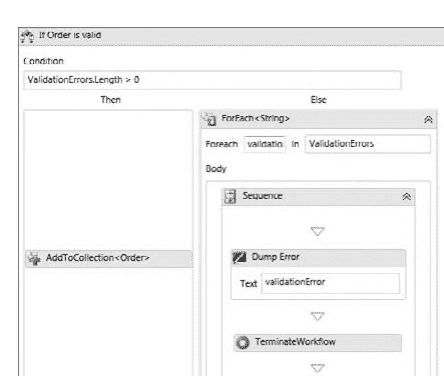 If Order is valid
Condition
ValidationErrors.Length > 0
Then
Else
ForEach<String>
Foreach validatio in ValidationErrors
Body
Sequence
AddToCollection<Order>
Dump Error
Text validationError
TerminateWorkflow